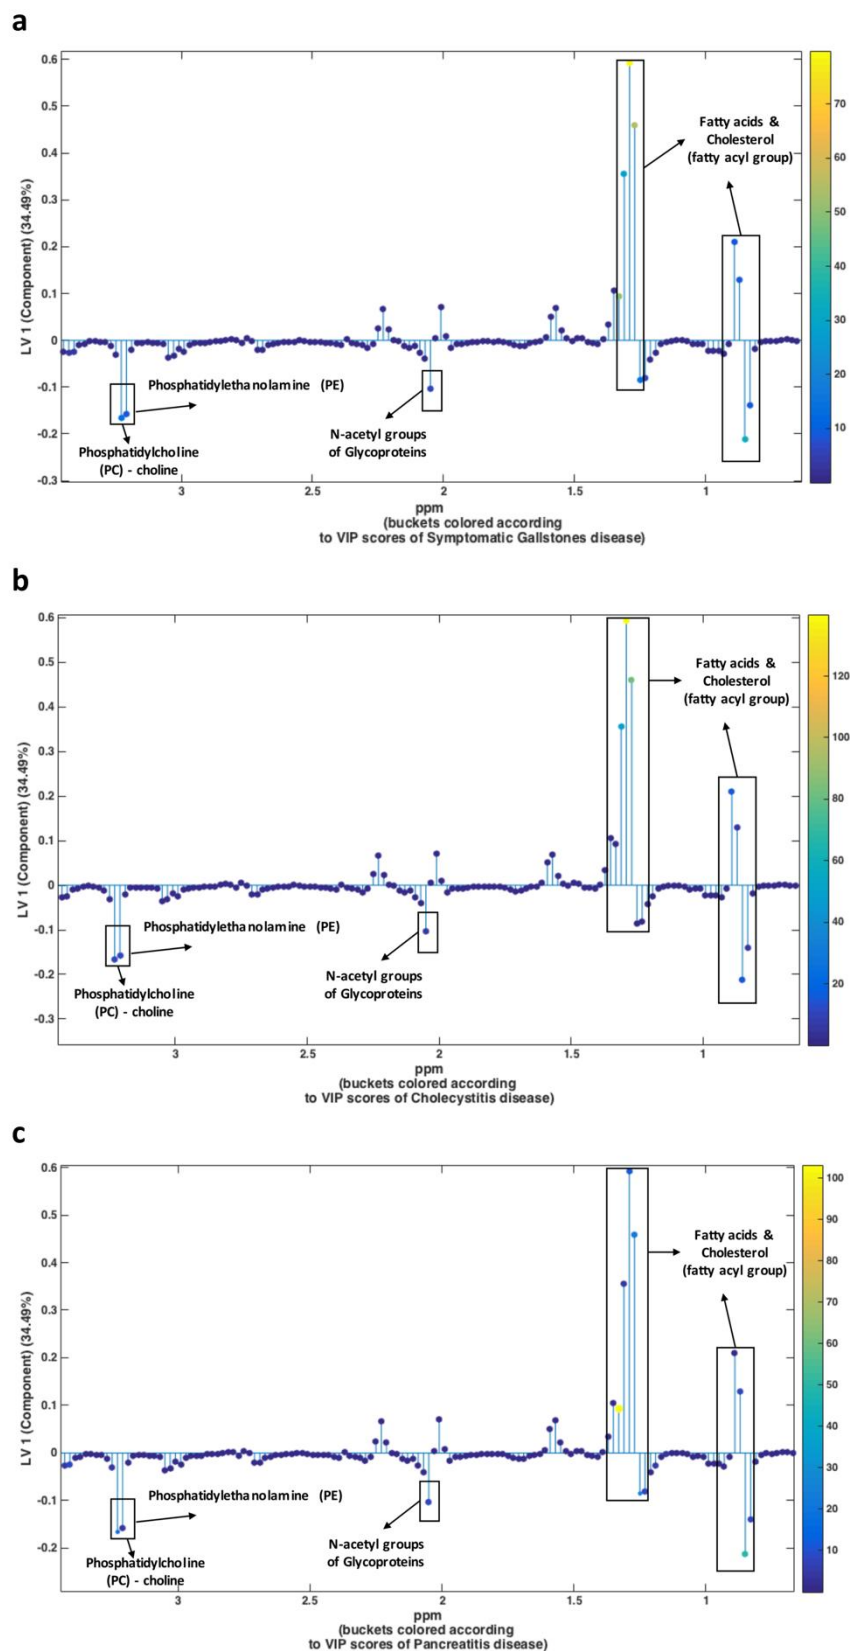 a
0.6
0.5
0.4
0.3
0.2
0.1
0
-0.1
-0.2
-0.3
LV 1 (Component) (34.49%)
3
2.5
2
1.5
1
ppm
(buckets colored according
to VIP scores of Symptomatic Gallstones disease)
Fatty acids &
Cholesterol
(fatty acyl group)
Phosphatidylethanolamine (PE)
Phosphatidylcholine
(PC) - choline
N-acetyl groups
of Glycoproteins
70
60
50
40
30
20
10
b
0.6
0.5
0.4
0.3
0.2
0.1
0
-0.1
-0.2
-0.3
LV 1 (Component) (34.49%)
3
2.5
2
1.5
1
ppm
(buckets colored according
to VIP scores of Cholecystitis disease)
Fatty acids &
Cholesterol
(fatty acyl group)
Phosphatidylethanolamine (PE)
Phosphatidylcholine
(PC) - choline
N-acetyl groups
of Glycoproteins
120
100
80
60
40
20
c
0.6
0.5
0.4
0.3
0.2
0.1
0
-0.1
-0.2
LV 1 (Component) (34.49%)
3
2.5
2
1.5
1
ppm
(buckets colored according
to VIP scores of Pancreatitis disease)
Fatty acids &
Cholesterol
(fatty acyl group)
Phosphatidylethanolamine (PE)
Phosphatidylcholine
(PC) - choline
N-acetyl groups
of Glycoproteins
100
90
80
70
60
50
40
30
20
10